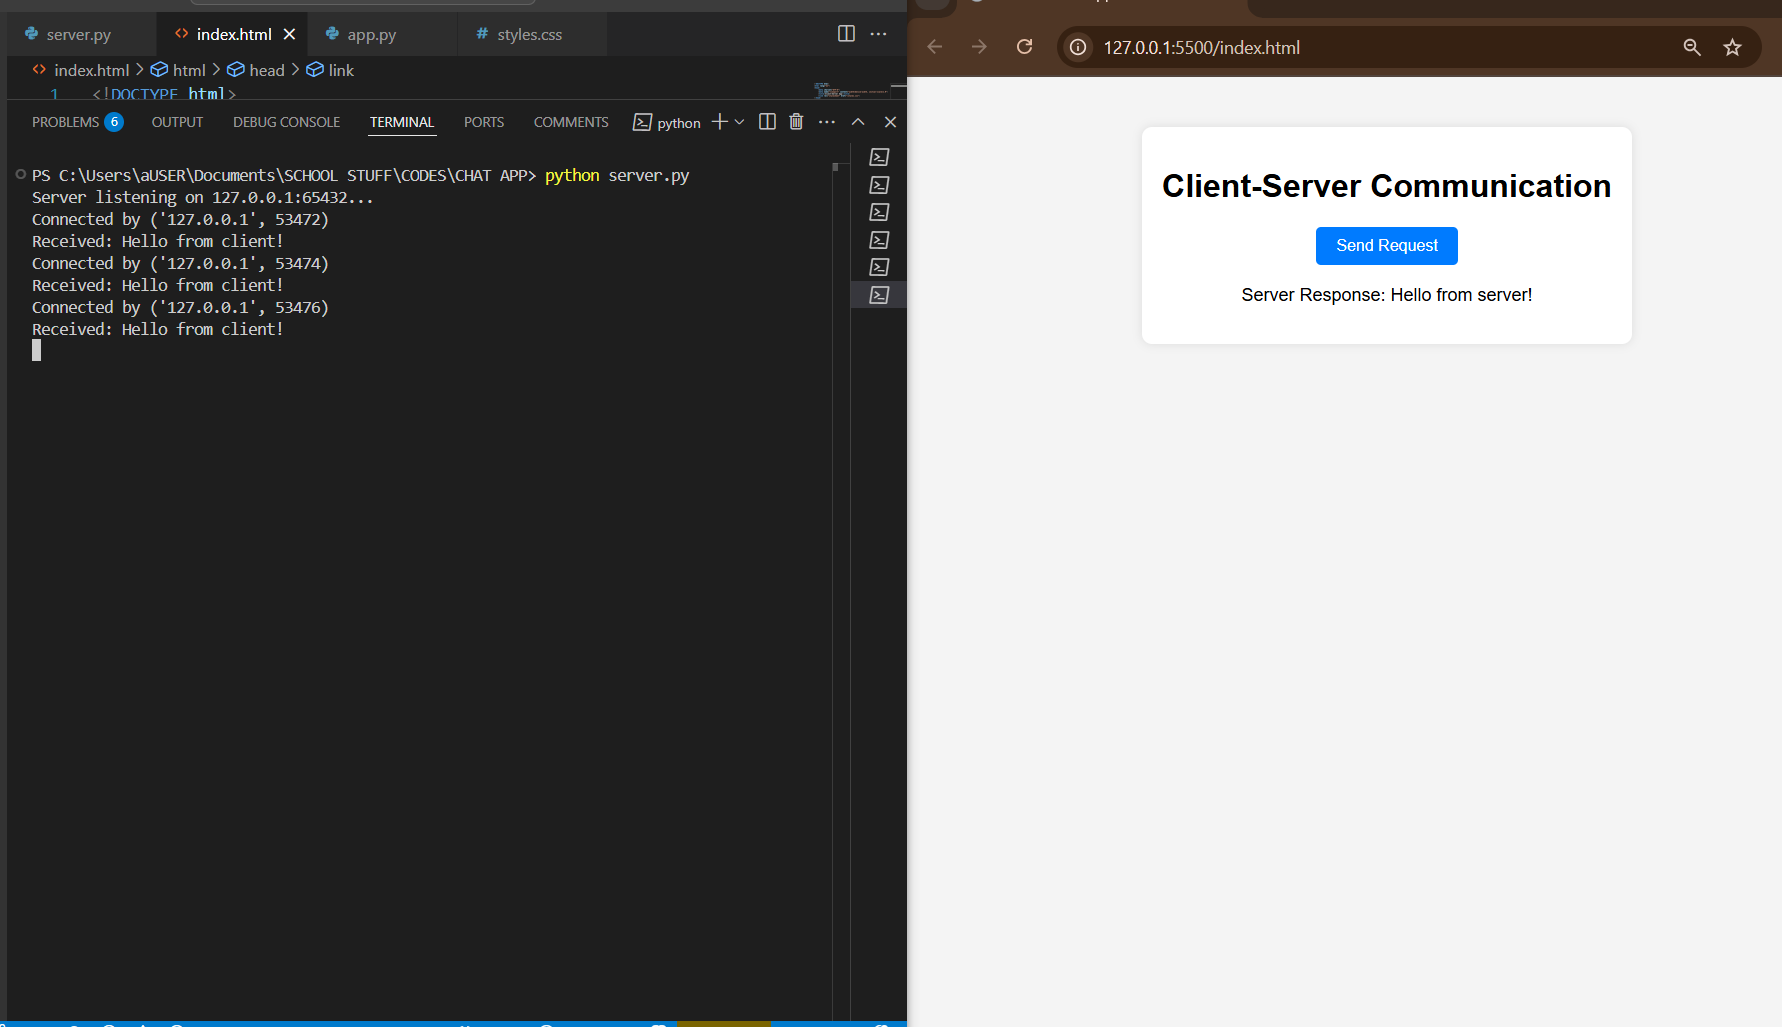 server.py
index.html
app.py
styles.css
index.html > html > head > link
1 <!DOCTYPE html>
PROBLEMS 6 OUTPUT DEBUG CONSOLE TERMINAL PORTS COMMENTS python
PS C:\Users\aUSER\Documents\SCHOOL STUFF\CODES\CHAT APP> python server.py
Server listening on 127.0.0.1:65432...
Connected by ('127.0.0.1', 53472)
Received: Hello from client!
Connected by ('127.0.0.1', 53474)
Received: Hello from client!
Connected by ('127.0.0.1', 53476)
Received: Hello from client!
127.0.0.1:5500/index.html
Client-Server Communication
Send Request
Server Response: Hello from server!